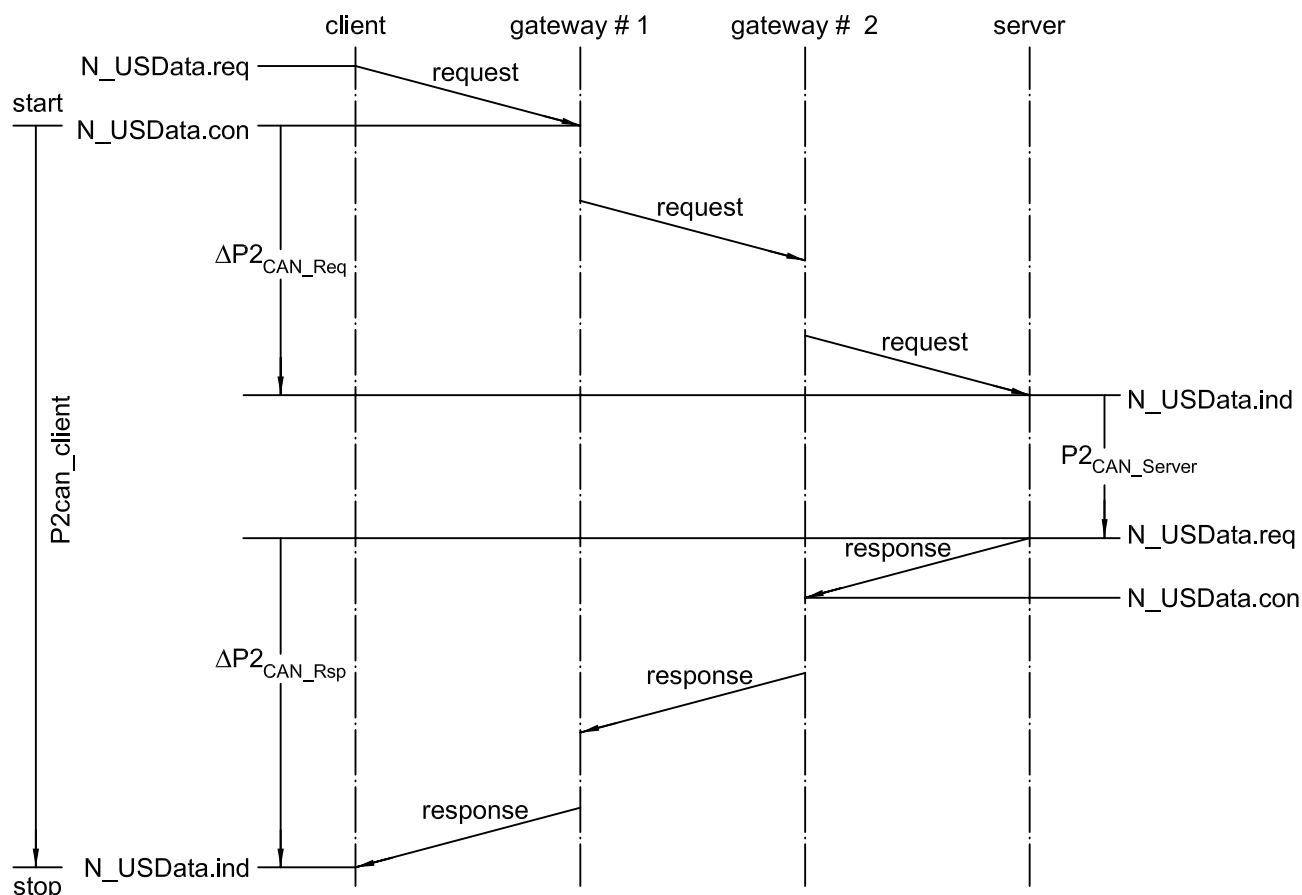 client gateway # 1 gateway # 2 server
N_USData.req
request
start
N_USData.con
request
ΔP2CAN_Req
request
N_USData.ind
P2can_client
P2CAN_Server
N_USData.req
response
N_USData.con
ΔP2CAN_Rsp
response
response
N_USData.ind
stop